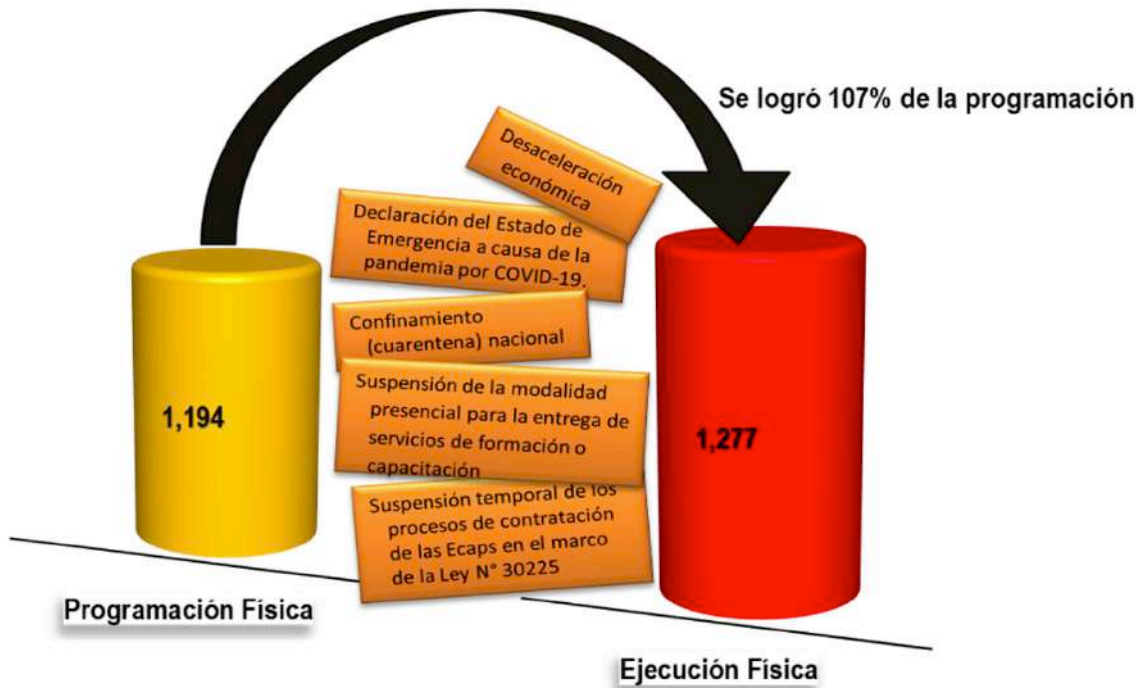 Se logró 107% de la programación
Desaceleración
económica
Declaración del Estado de
Emergencia a causa de la
pandemia por COVID-19.
Confinamiento
(cuarentena) nacional
Suspensión de la modalidad
presencial para la entrega de
servicios de formación o
capacitación
Suspensión temporal de los
procesos de contratación
de las Ecaps en el marco
de la Ley N° 30225
1,194
1,277
Programación Física
Ejecución Física